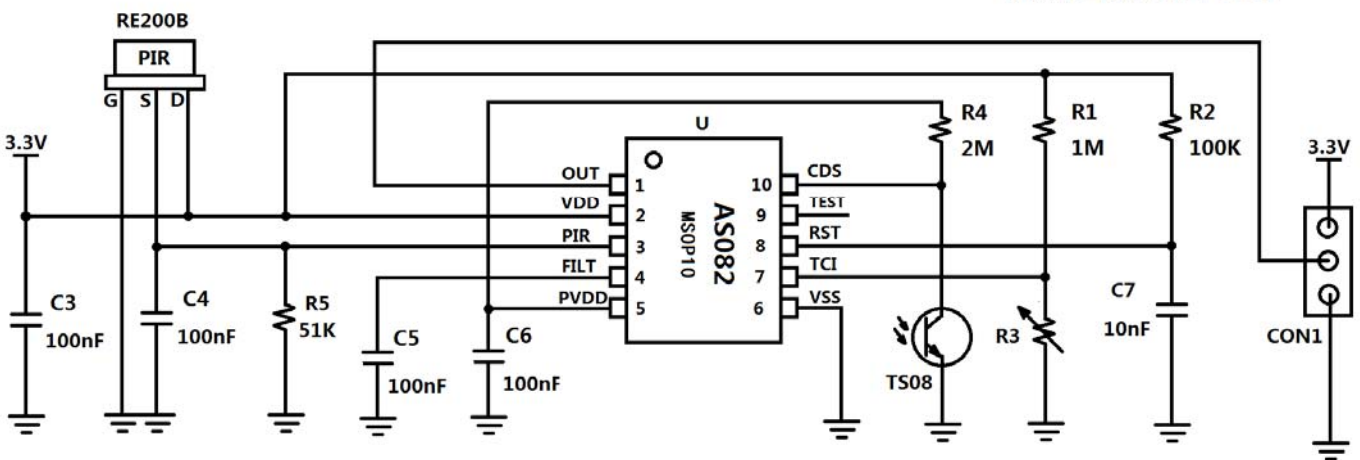 RE200B
PIR
G S D
3.3V
C3
100nF
C4
100nF
R5
51K
C5
100nF
C6
100nF
U
AS082
MSOP10
OUT 1
VDD 2
PIR 3
FILT 4
PVDD 5
10 CDS
9 TEST
8 RST
7 TCI
6 VSS
R4
2M
R1
1M
R2
100K
TS08
R3
C7
10nF
3.3V
CON1